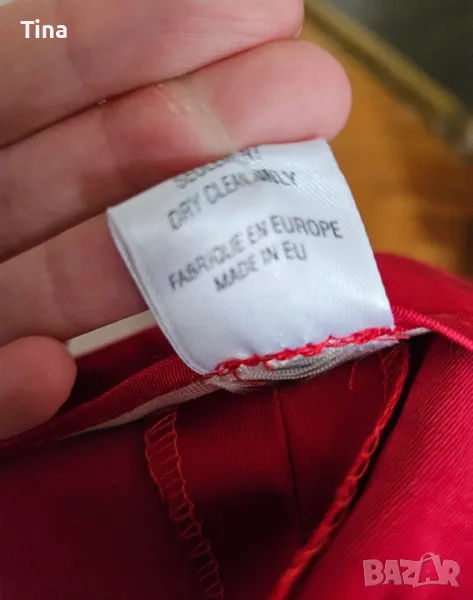 Tina
DRY CLEAN ONLY
FABRIQUE EN EUROPE
MADE IN EU
BAZAR